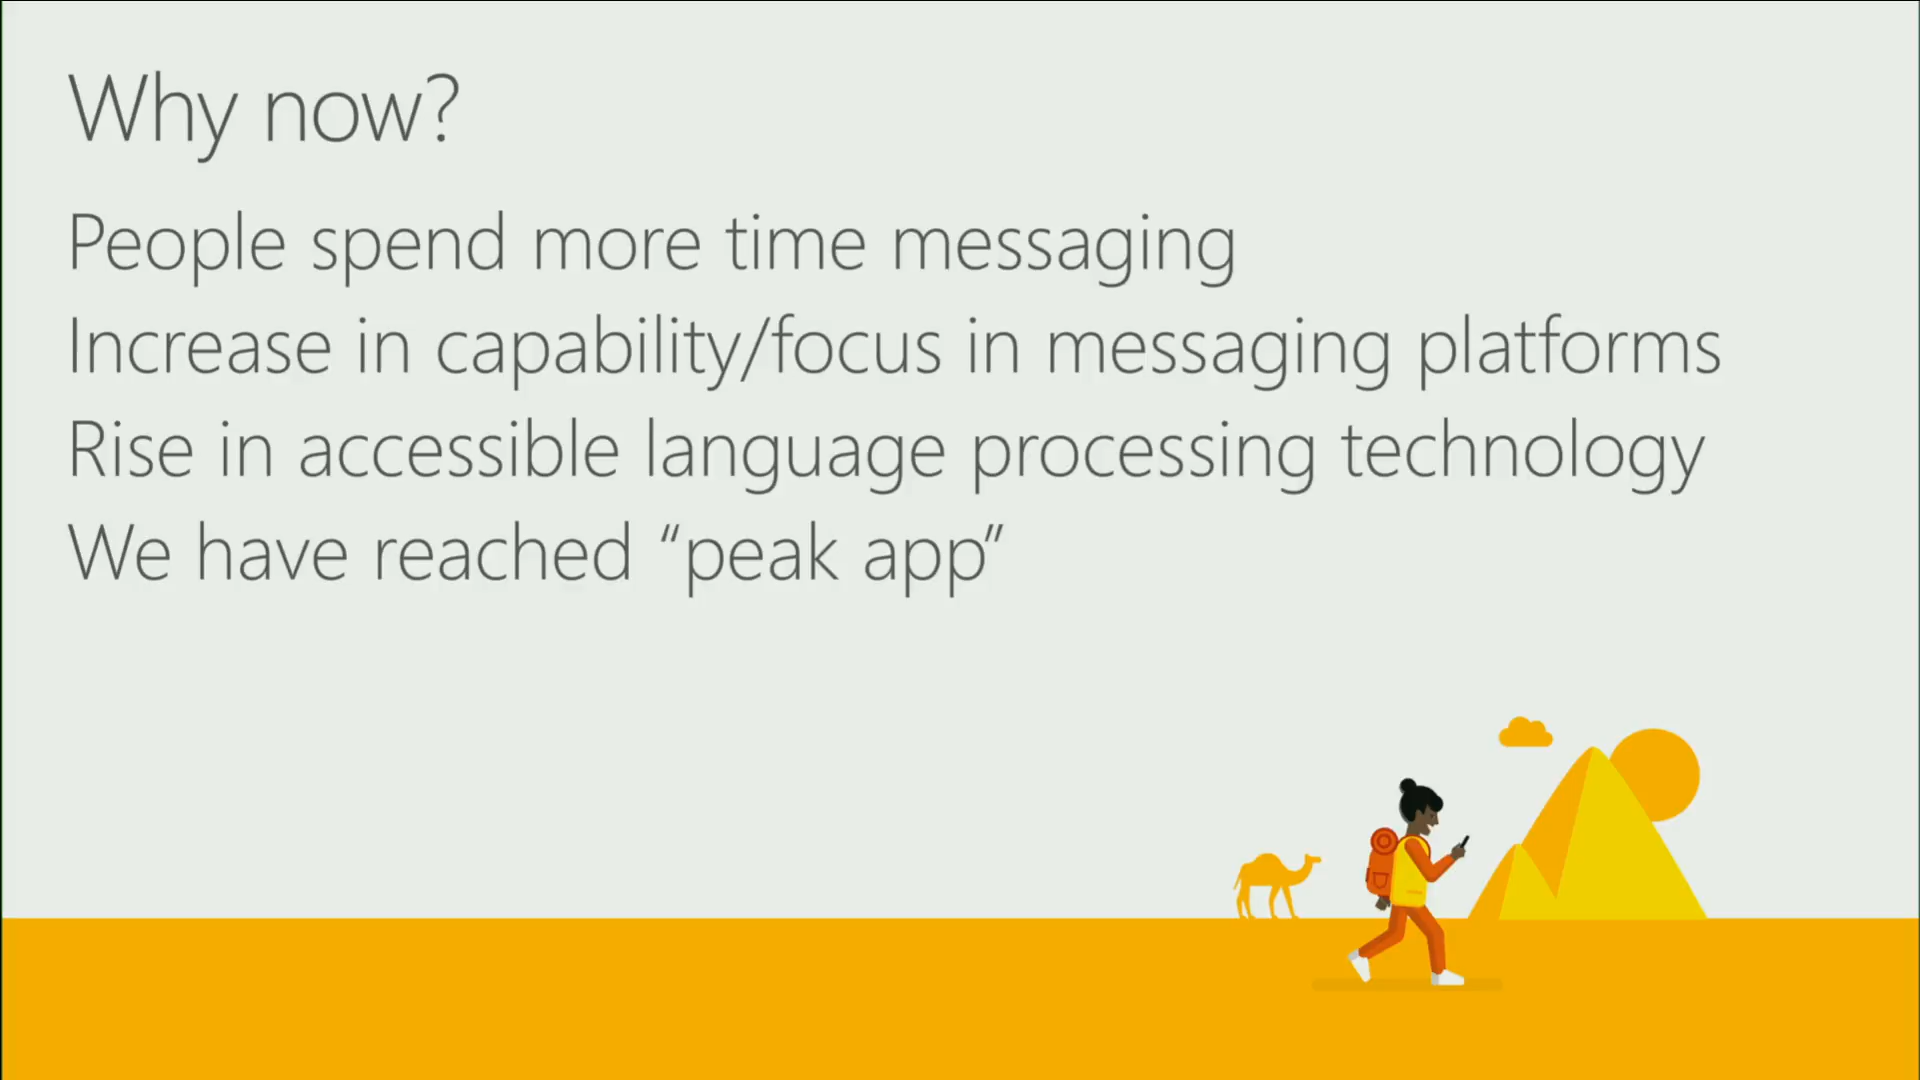 Why now?
People spend more time messaging
Increase in capability/focus in messaging platforms
Rise in accessible language processing technology
We have reached “peak app”